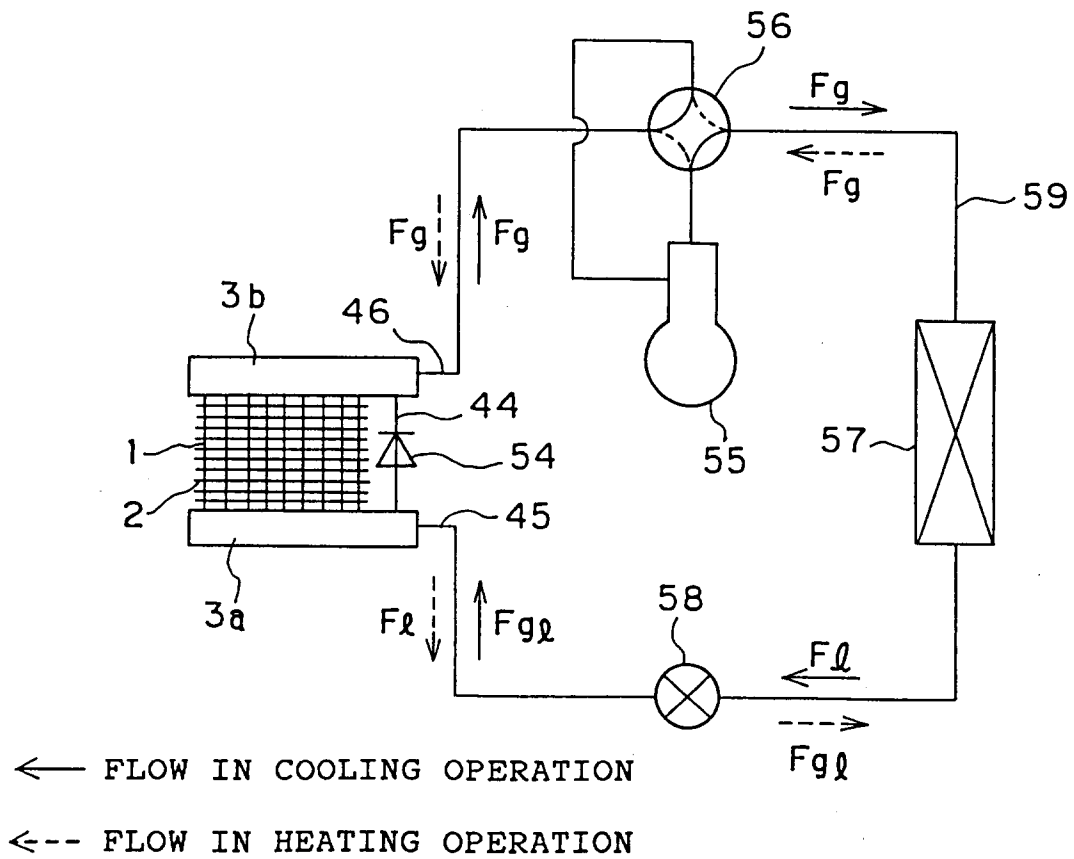 56
Fg
Fg
59
Fg
Fg
3b
46
44
1
54
55
57
2
45
3a
58
Fℓ
Fgℓ
Fℓ
Fgℓ
FLOW IN COOLING OPERATION
FLOW IN HEATING OPERATION